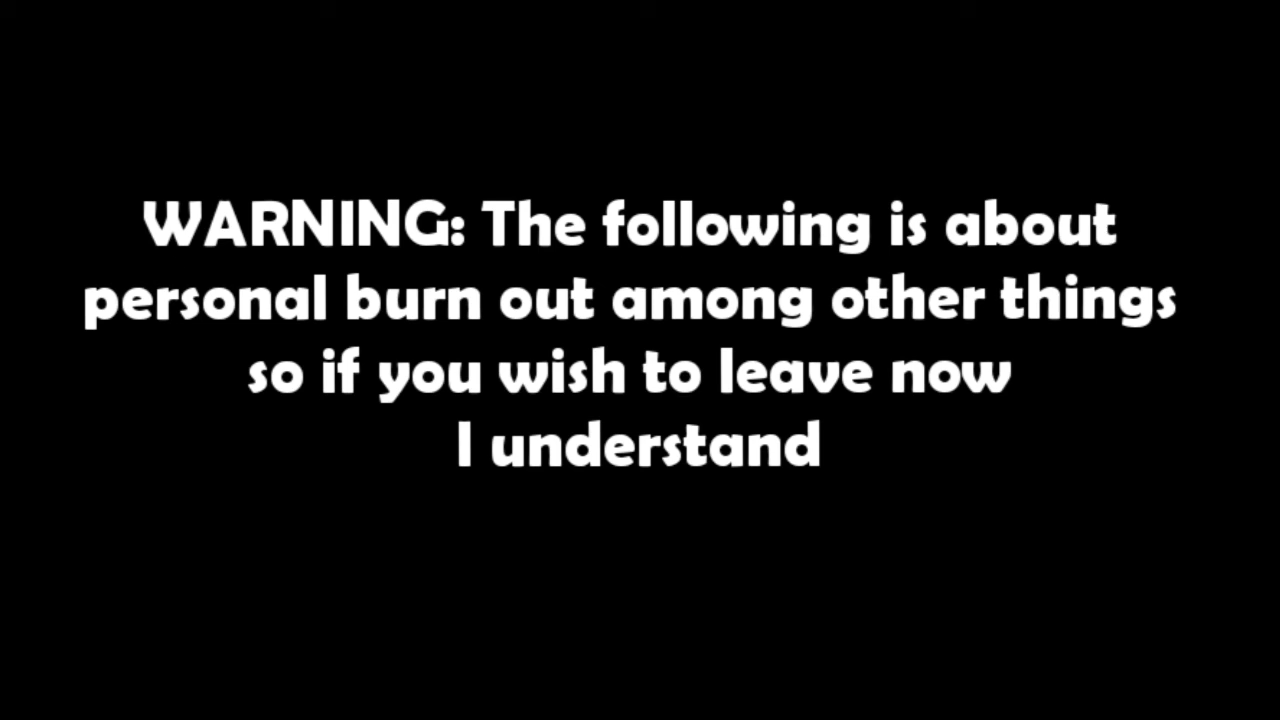 WARNING: The following is about
personal burn out among other things
so if you wish to leave now
I understand